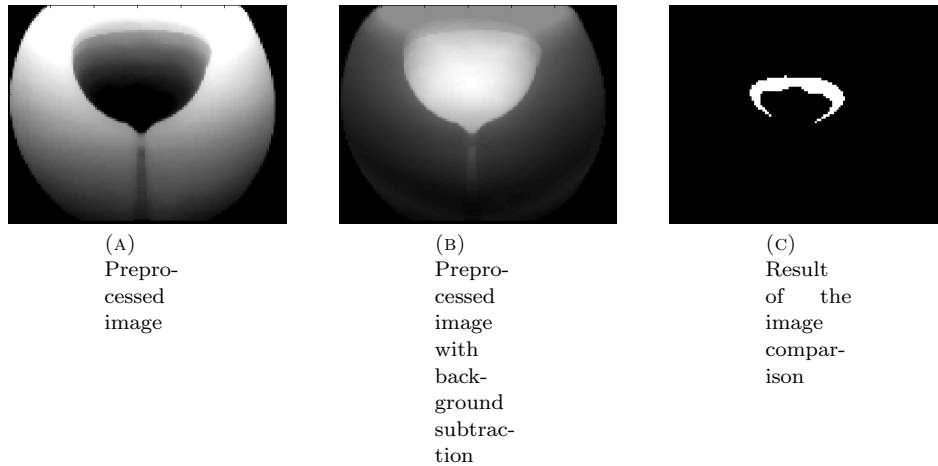 (A)
Prepro-
cessed
image
(B)
Prepro-
cessed
image
with
back-
ground
subtrac-
tion
(C)
Result
of the
image
compar-
ison